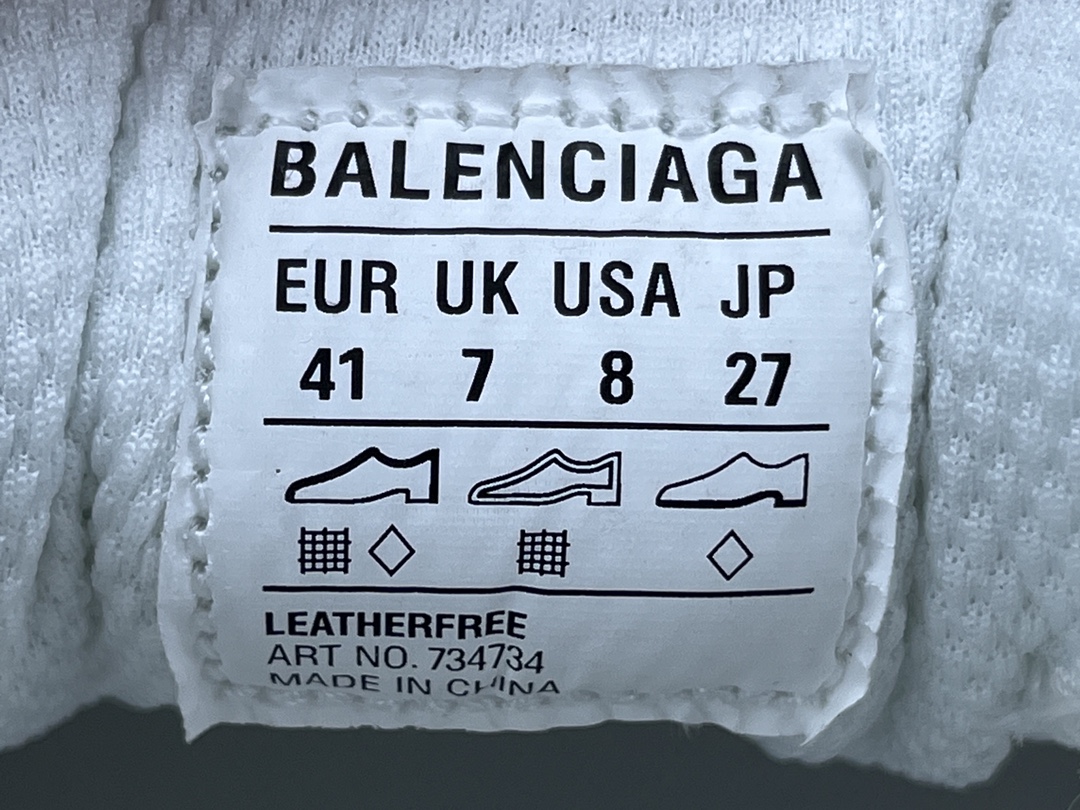 BALENCIAGA
EUR UK USA JP
41 7 8 27
LEATHERFREE
ART NO. 734734
MADE IN CHINA